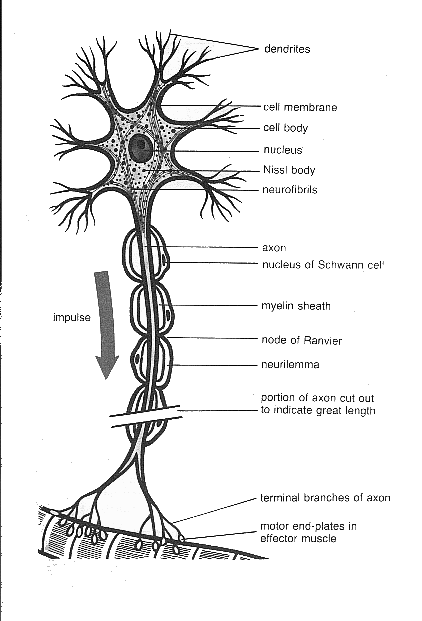 dendrites
cell membrane
cell body
nucleus
Nissl body
neurofibrils
axon
nucleus of Schwann cell
myelin sheath
impulse
node of Ranvier
neurilemma
portion of axon cut out
to indicate great length
terminal branches of axon
motor end-plates in
effector muscle